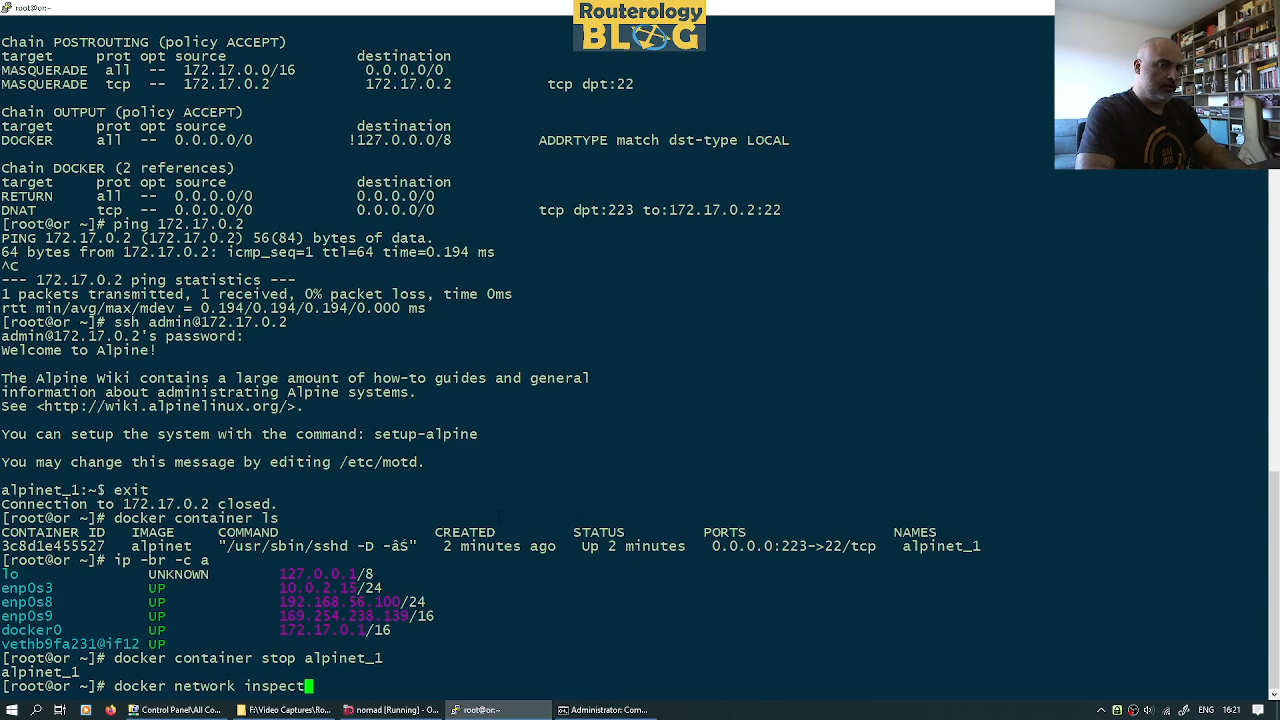 root@or:~
Routerology
BLOG
Chain POSTROUTING (policy ACCEPT)
target     prot opt source               destination
MASQUERADE  all  --  172.17.0.0/16        0.0.0.0/0
MASQUERADE  tcp  --  172.17.0.2           172.17.0.2           tcp dpt:22
Chain OUTPUT (policy ACCEPT)
target     prot opt source               destination
DOCKER     all  --  0.0.0.0/0           !127.0.0.0/8          ADDRTYPE match dst-type LOCAL
Chain DOCKER (2 references)
target     prot opt source               destination
RETURN     all  --  0.0.0.0/0            0.0.0.0/0
DNAT       tcp  --  0.0.0.0/0            0.0.0.0/0            tcp dpt:223 to:172.17.0.2:22
[root@or ~]# ping 172.17.0.2
PING 172.17.0.2 (172.17.0.2) 56(84) bytes of data.
64 bytes from 172.17.0.2: icmp_seq=1 ttl=64 time=0.194 ms
^C
--- 172.17.0.2 ping statistics ---
1 packets transmitted, 1 received, 0% packet loss, time 0ms
rtt min/avg/max/mdev = 0.194/0.194/0.194/0.000 ms
[root@or ~]# ssh admin@172.17.0.2
admin@172.17.0.2's password:
Welcome to Alpine!
The Alpine Wiki contains a large amount of how-to guides and general
information about administrating Alpine systems.
See <http://wiki.alpinelinux.org/>.
You can setup the system with the command: setup-alpine
You may change this message by editing /etc/motd.
alpinet_1:~$ exit
Connection to 172.17.0.2 closed.
[root@or ~]# docker container ls
CONTAINER ID   IMAGE     COMMAND                  CREATED         STATUS         PORTS                 NAMES
3c8d1e455527   alpinet   "/usr/sbin/sshd -D -âŚ"   2 minutes ago   Up 2 minutes   0.0.0.0:223->22/tcp   alpinet_1
[root@or ~]# ip -br -c a
lo               UNKNOWN        127.0.0.1/8
enp0s3           UP             10.0.2.15/24
enp0s8           UP             192.168.56.100/24
enp0s9           UP             169.254.238.139/16
docker0          UP             172.17.0.1/16
vethb9fa231@if12 UP
[root@or ~]# docker container stop alpinet_1
alpinet_1
[root@or ~]# docker network inspect
Control Panel\All Co...
F:\Video Captures\Ro...
nomad [Running] - O...
root@or:~
Administrator: Com...
ENG
16:21